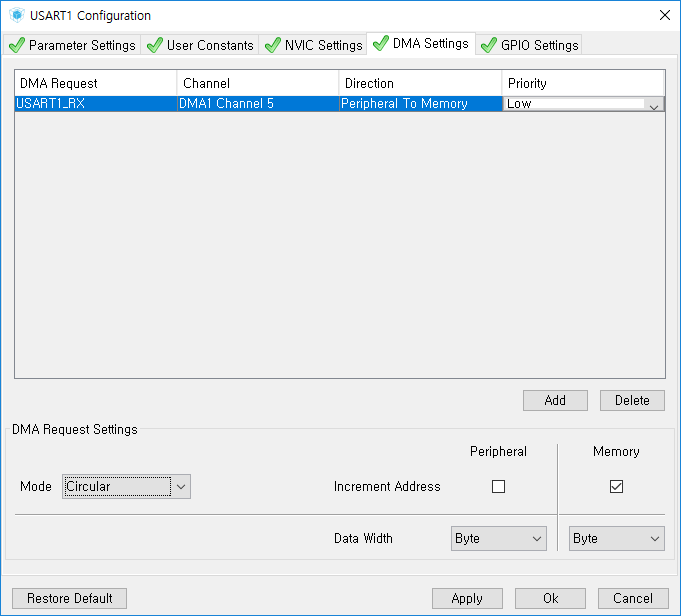 USART1 Configuration
Parameter Settings User Constants NVIC Settings DMA Settings GPIO Settings
DMA Request Channel Direction Priority
USART1_RX DMA1 Channel 5 Peripheral To Memory Low
Add Delete
DMA Request Settings
Peripheral Memory
Mode Circular Increment Address
Data Width Byte Byte
Restore Default Apply Ok Cancel